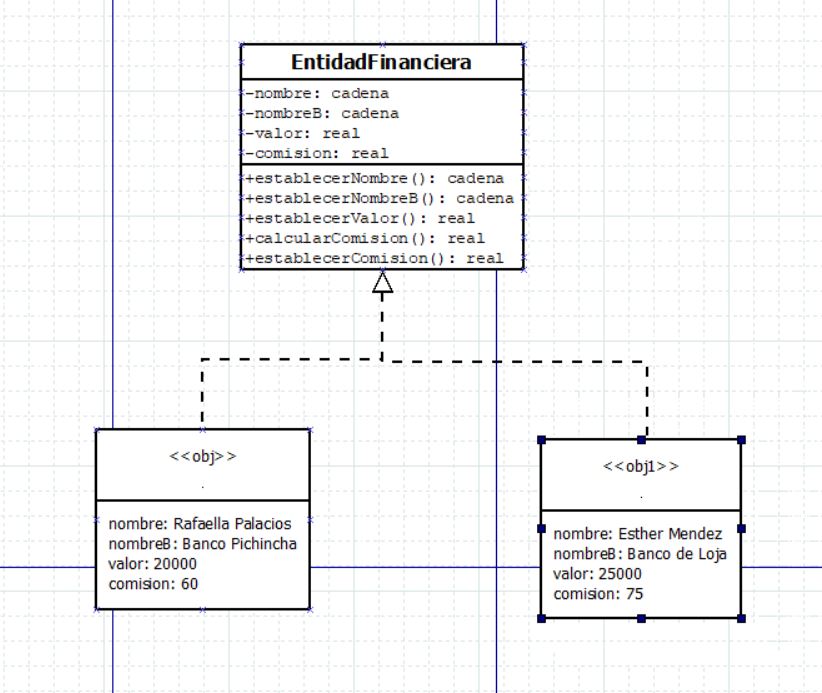 EntidadFinanciera
-nombre: cadena
-nombreB: cadena
-valor: real
-comision: real
+establecerNombre(): cadena
+establecerNombreB(): cadena
+establecerValor(): real
+calcularComision(): real
+establecerComision(): real
<<obj>>
.
nombre: Rafaella Palacios
nombreB: Banco Pichincha
valor: 20000
comision: 60
<<obj1>>
.
nombre: Esther Mendez
nombreB: Banco de Loja
valor: 25000
comision: 75